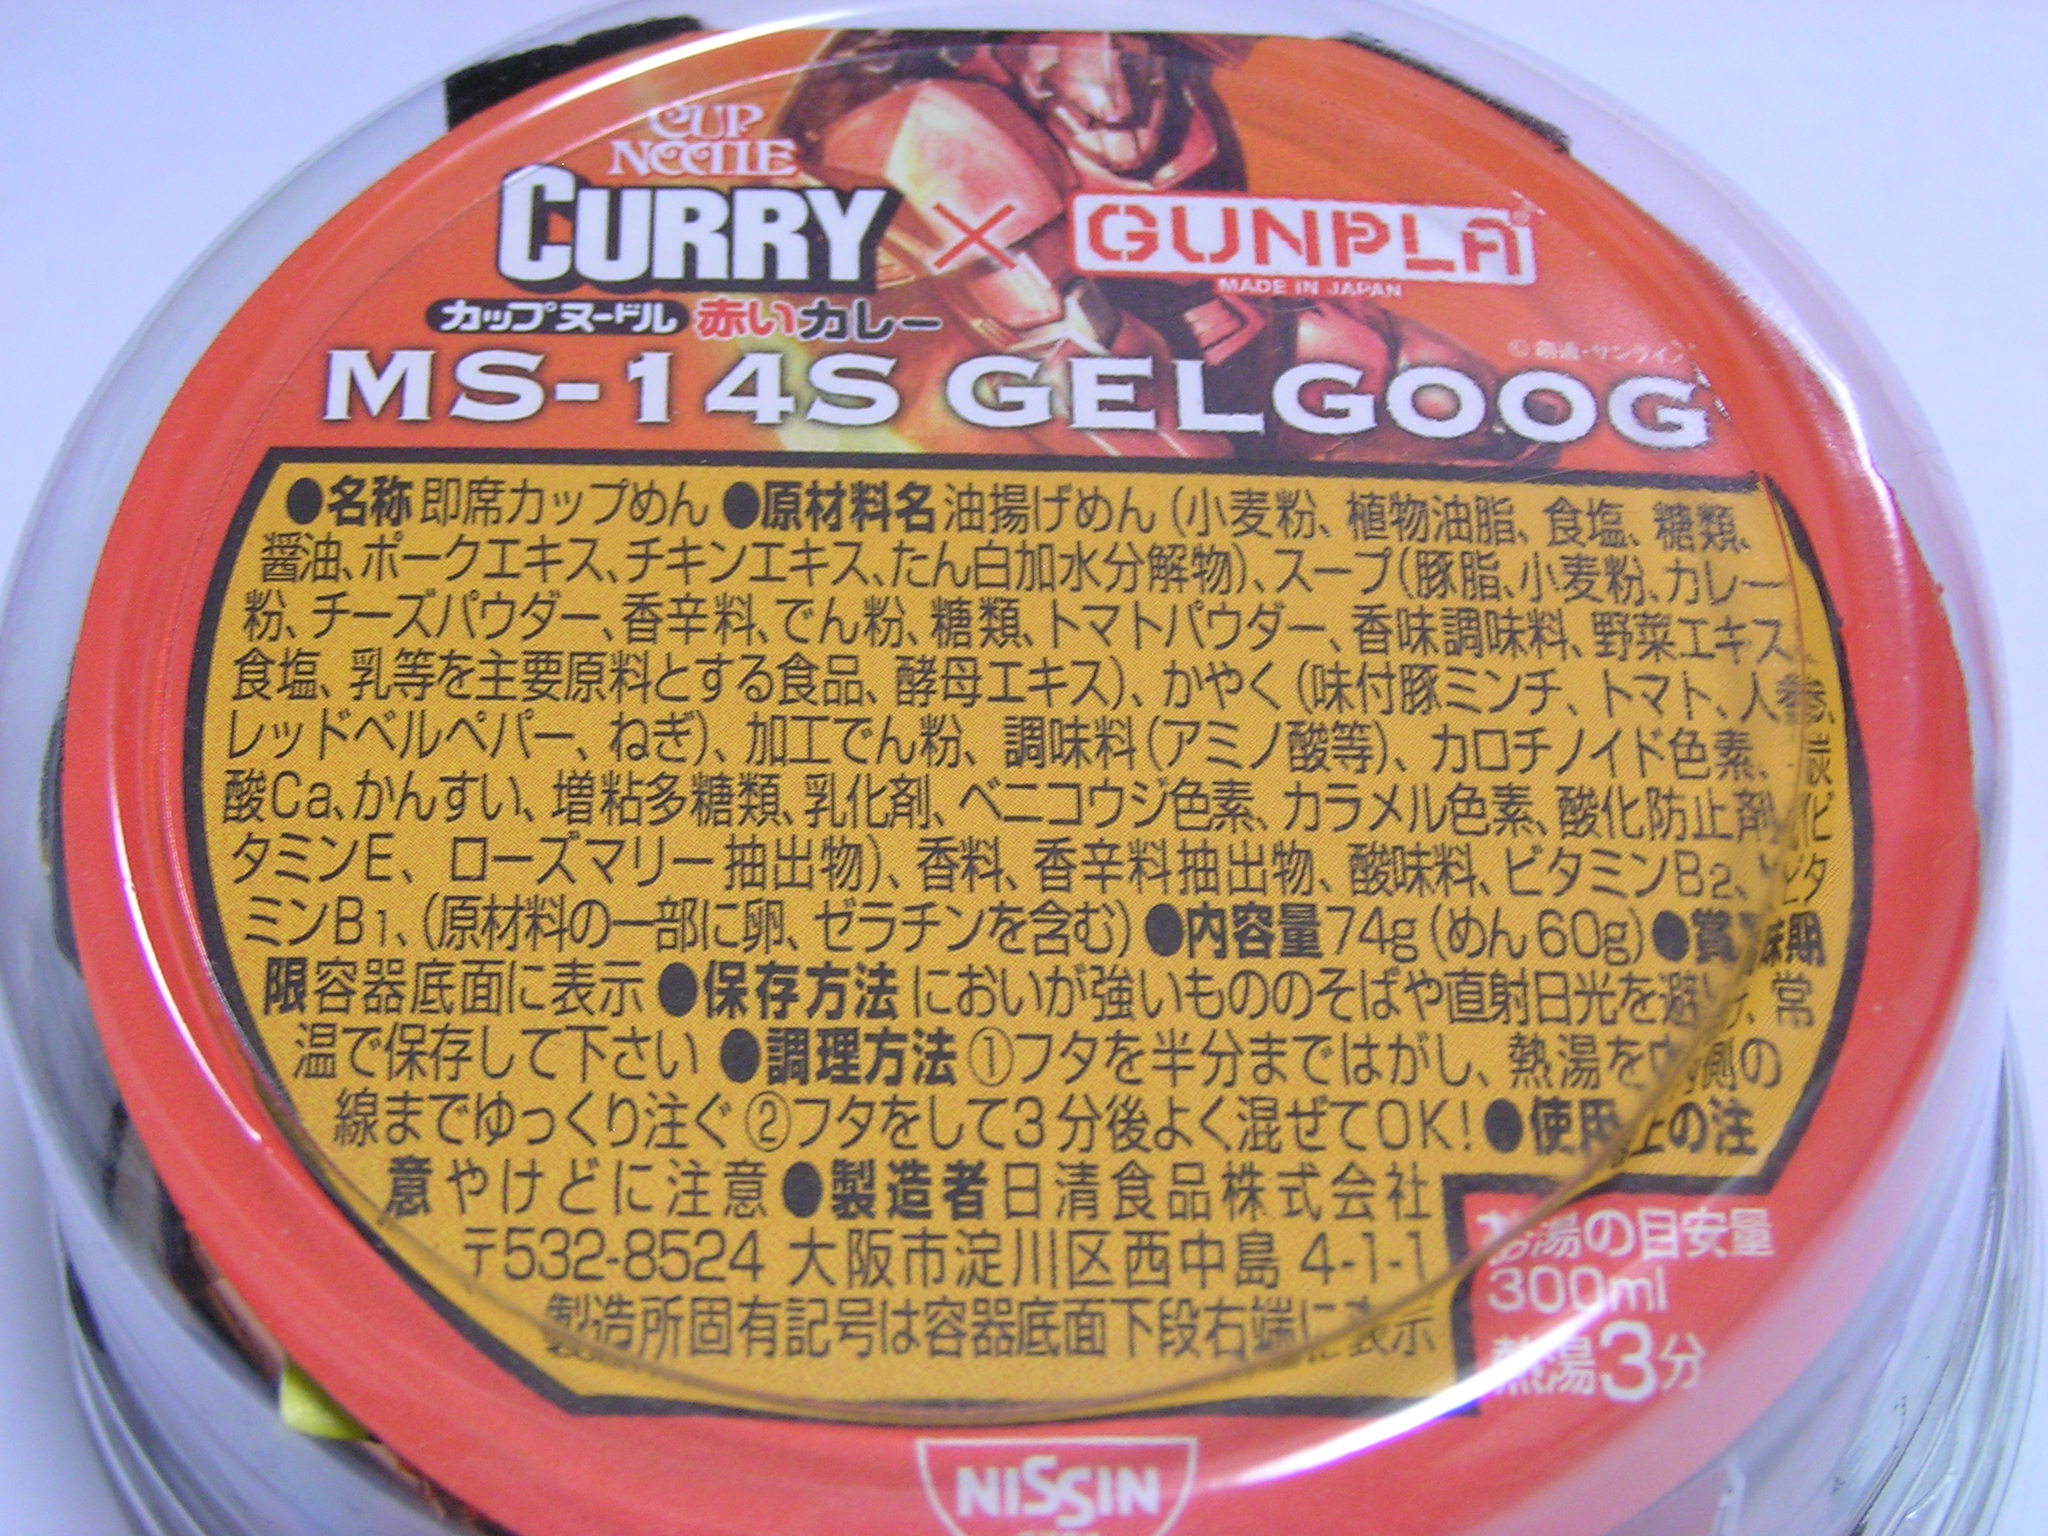 CUP
NOODLE
CURRY × GUNPLA®
MADE IN JAPAN
カップヌードル 赤いカレー
© 創通・サンライズ
MS-14S GELGOOG
●名称 即席カップめん ●原材料名 油揚げめん (小麦粉、植物油脂、食塩、糖類、
醤油、ポークエキス、チキンエキス、たん白加水分解物)、スープ(豚脂、小麦粉、カレー
粉、チーズパウダー、香辛料、でん粉、糖類、トマトパウダー、香味調味料、野菜エキス、
食塩、乳等を主要原料とする食品、酵母エキス)、かやく (味付豚ミンチ、トマト、人参、
レッドベルペパー、ねぎ)、加工でん粉、調味料 (アミノ酸等)、カロチノイド色素、炭
酸Ca、かんすい、増粘多糖類、乳化剤、ベニコウジ色素、カラメル色素、酸化防止剤(ビ
タミンE、ローズマリー抽出物)、香料、香辛料抽出物、酸味料、ビタミンB2、ビタ
ミンB1、(原材料の一部に卵、ゼラチンを含む) ●内容量 74g (めん 60g) ●賞味期
限 容器底面に表示 ●保存方法 においが強いもののそばや直射日光を避け、常
温で保存して下さい ●調理方法 ①フタを半分まではがし、熱湯を内側の
線までゆっくり注ぐ ②フタをして3分後よく混ぜてOK! ●使用上の注
意 やけどに注意 ●製造者 日清食品株式会社
〒532-8524 大阪市淀川区西中島 4-1-1
製造所固有記号は容器底面下段右端に表示
お湯の目安量
300ml
熱湯3分
NISSIN